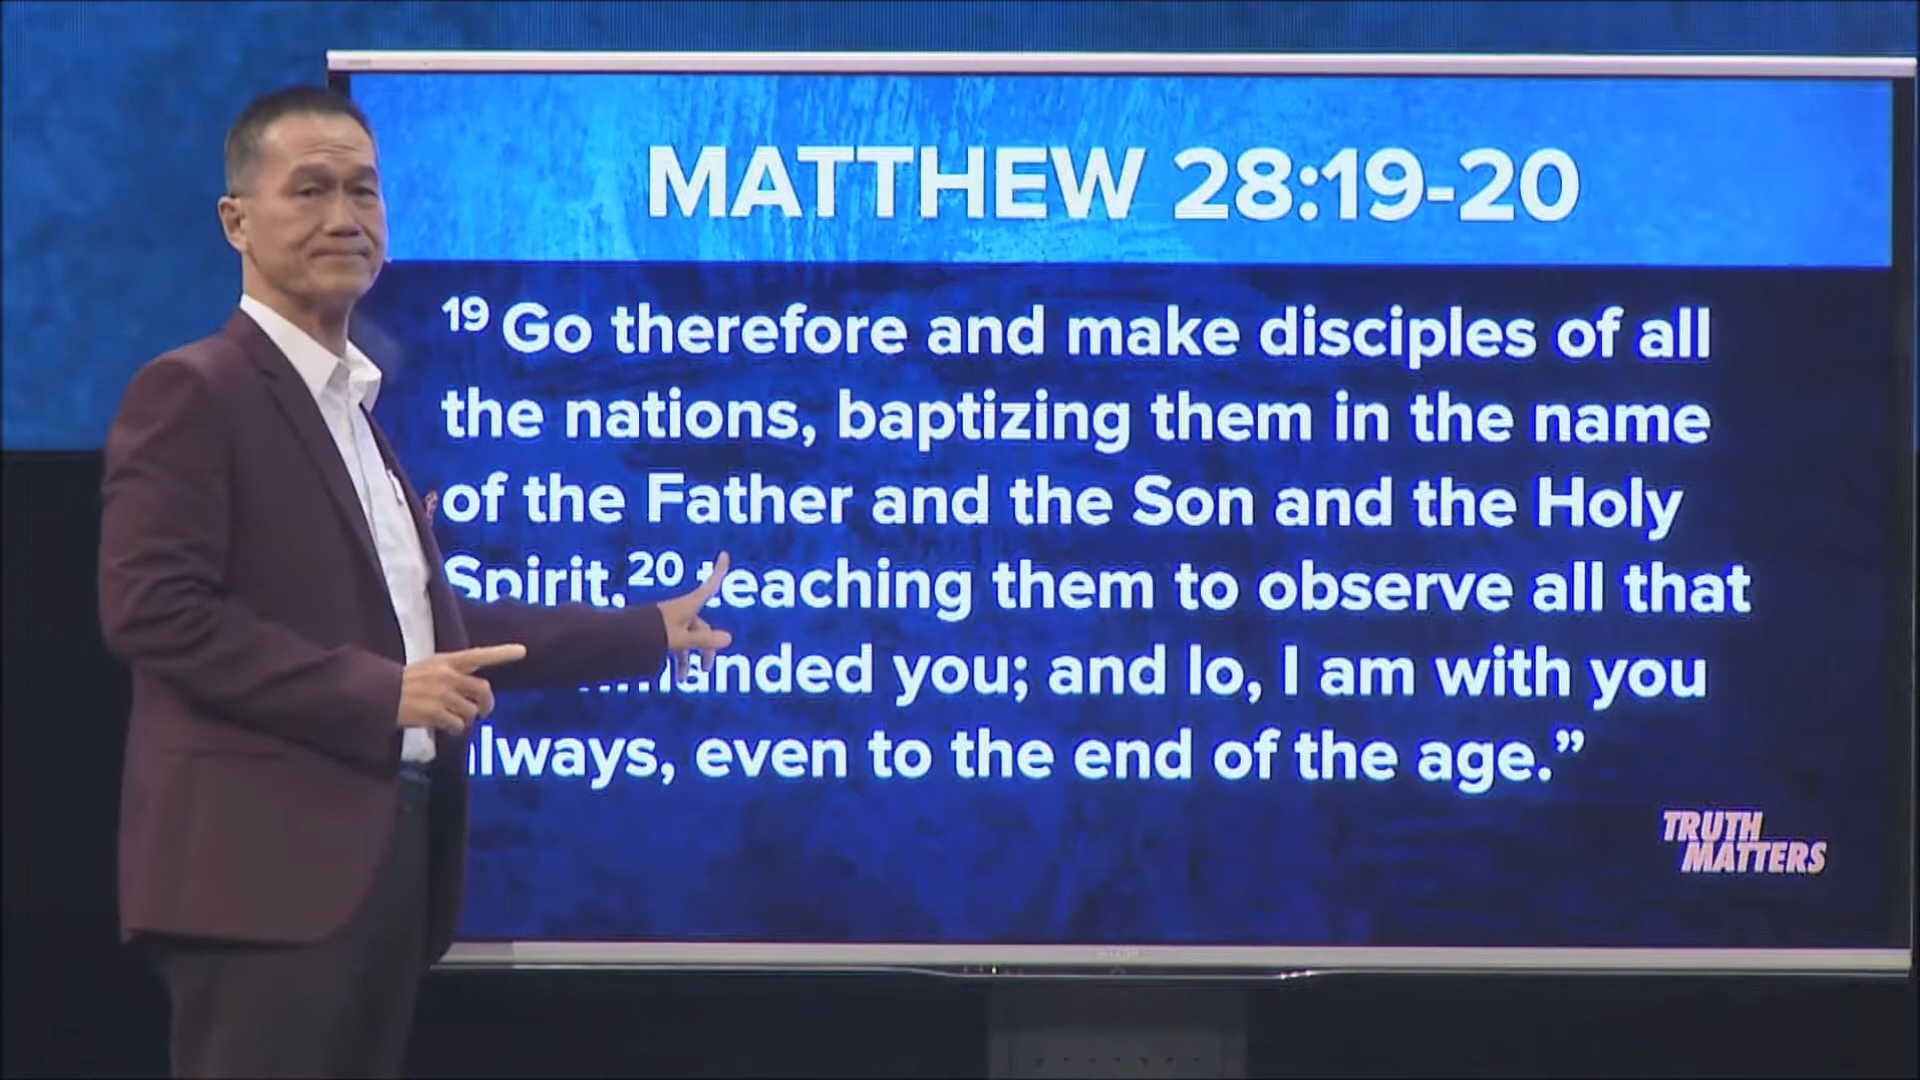 MATTHEW 28:19-20
19 Go therefore and make disciples of all
the nations, baptizing them in the name
of the Father and the Son and the Holy
Spirit, 20 teaching them to observe all that
you; and lo, I am with you
always, even to the end of the age.”
TRUTH
MATTERS